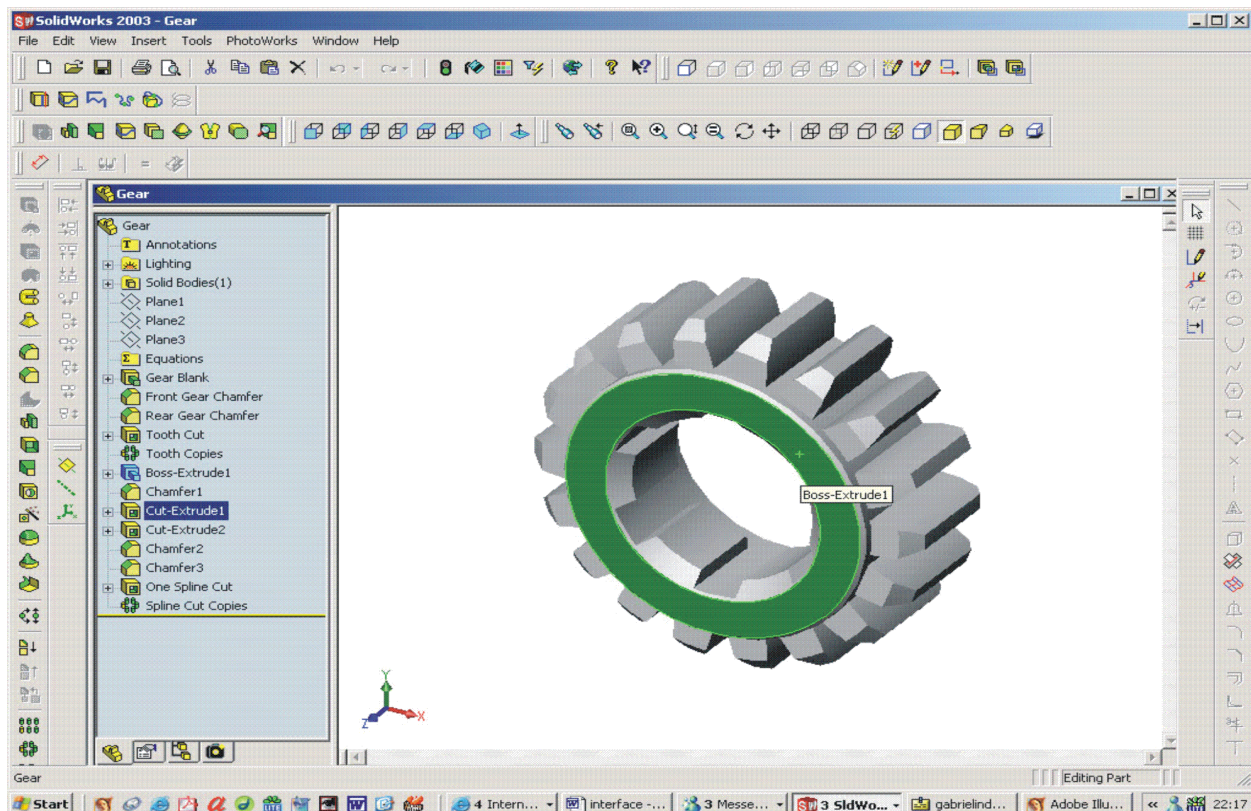 SolidWorks 2003 - Gear
File Edit View Insert Tools PhotoWorks Window Help
Gear
Gear
Annotations
Lighting
Solid Bodies(1)
Plane1
Plane2
Plane3
Equations
Gear Blank
Front Gear Chamfer
Rear Gear Chamfer
Tooth Cut
Tooth Copies
Boss-Extrude1
Chamfer1
Cut-Extrude1
Cut-Extrude2
Chamfer2
Chamfer3
One Spline Cut
Spline Cut Copies
Boss-Extrude1
Y
X
Z
Gear
Editing Part
Start 4 Intern... interface -... 3 Messe... 3 SldWo... gabrielind... Adobe Illu... « 22:17